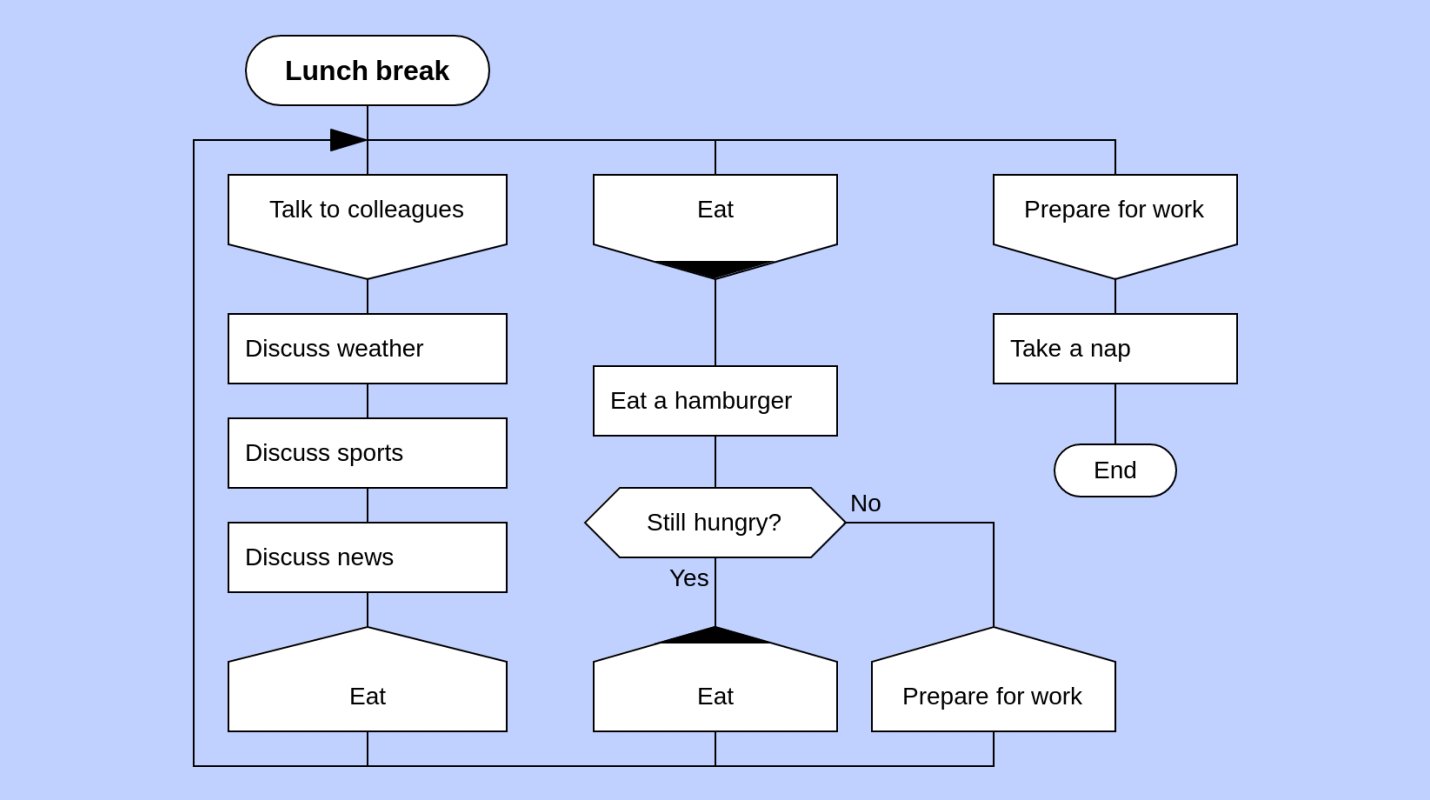 Lunch break
Talk to colleagues
Discuss weather
Discuss sports
Discuss news
Eat
Eat
Eat a hamburger
Still hungry?
No
Yes
Eat
Prepare for work
Prepare for work
Take a nap
End